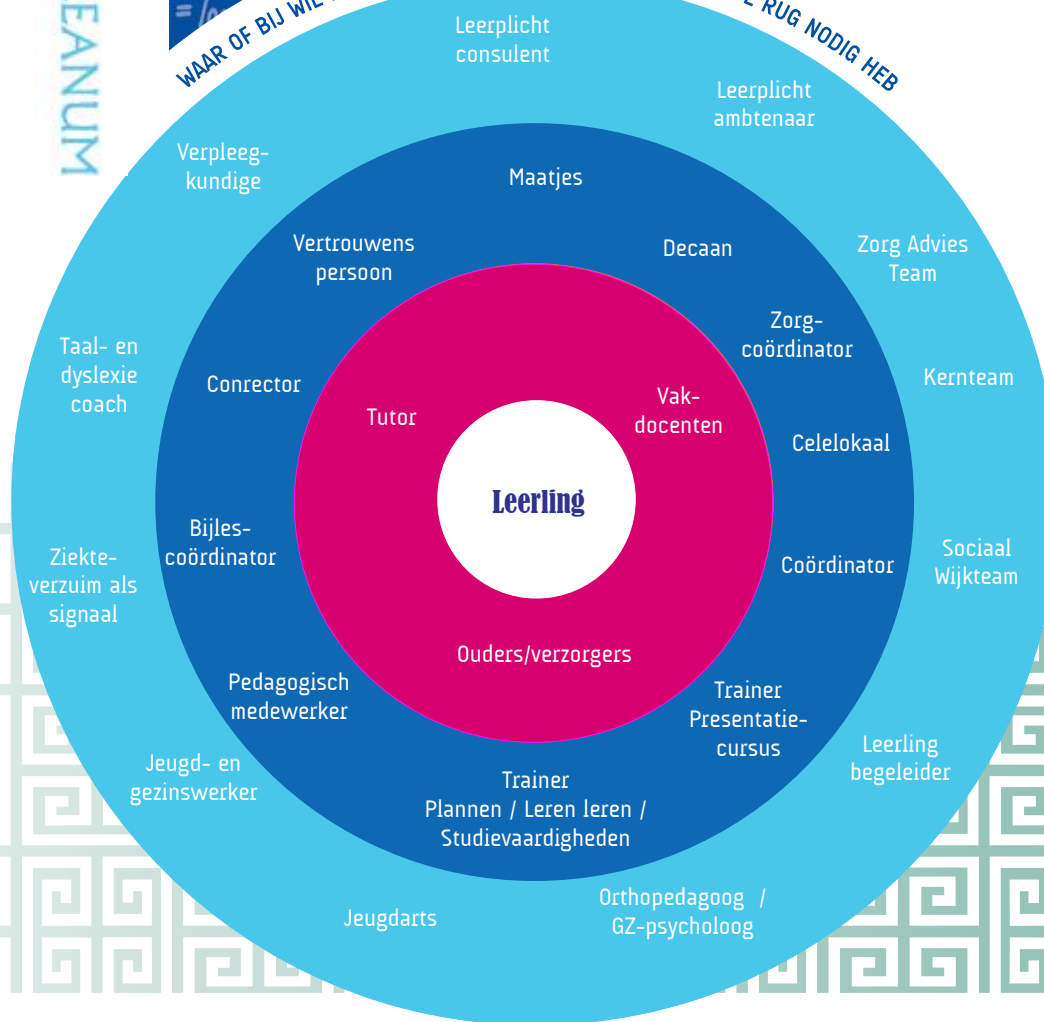 EANUM
WAAR OF BIJ WIE
RUG NODIG HEB
Leerplicht
consulent
Leerplicht
ambtenaar
Verpleeg-
kundige
Maatjes
Vertrouwens
persoon
Decaan
Zorg Advies
Team
Zorg-
coördinator
Taal- en
dyslexie
coach
Conrector
Kernteam
Tutor
Vak-
docenten
Celelokaal
Leerling
Bijles-
coördinator
Ziekte-
verzuim als
signaal
Coördinator
Sociaal
Wijkteam
Ouders/verzorgers
Pedagogisch
medewerker
Trainer
Presentatie-
cursus
Leerling
begeleider
Jeugd- en
gezinswerker
Trainer
Plannen / Leren leren /
Studievaardigheden
Jeugdarts
Orthopedagoog /
GZ-psycholoog